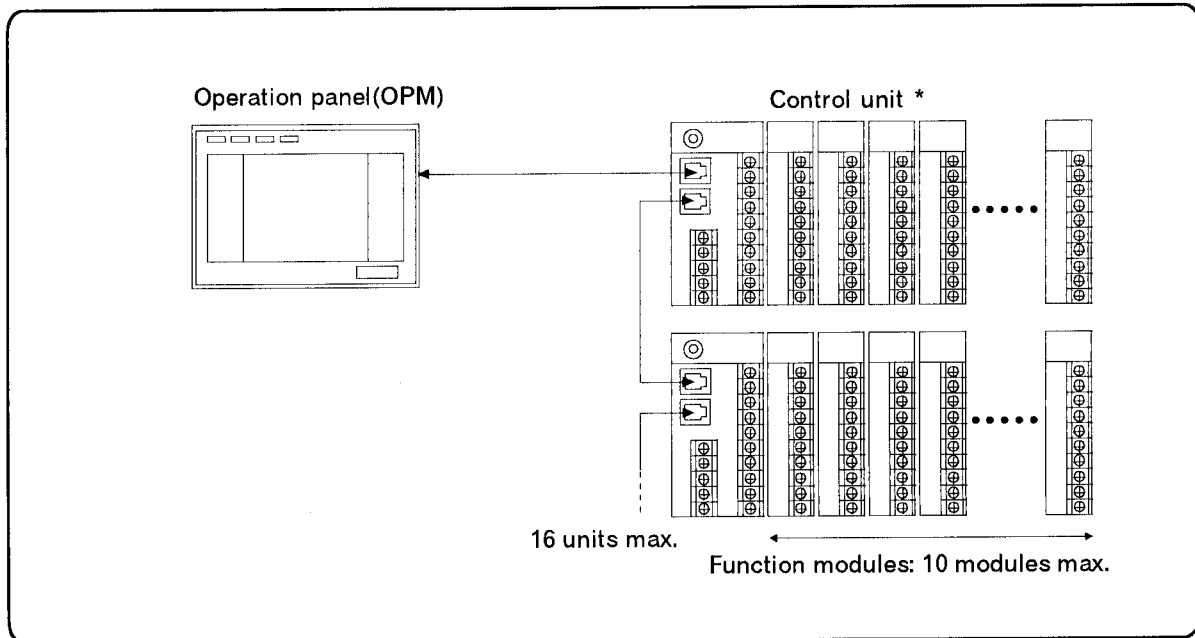 Operation panel(OPM)
Control unit *
16 units max.
Function modules: 10 modules max.